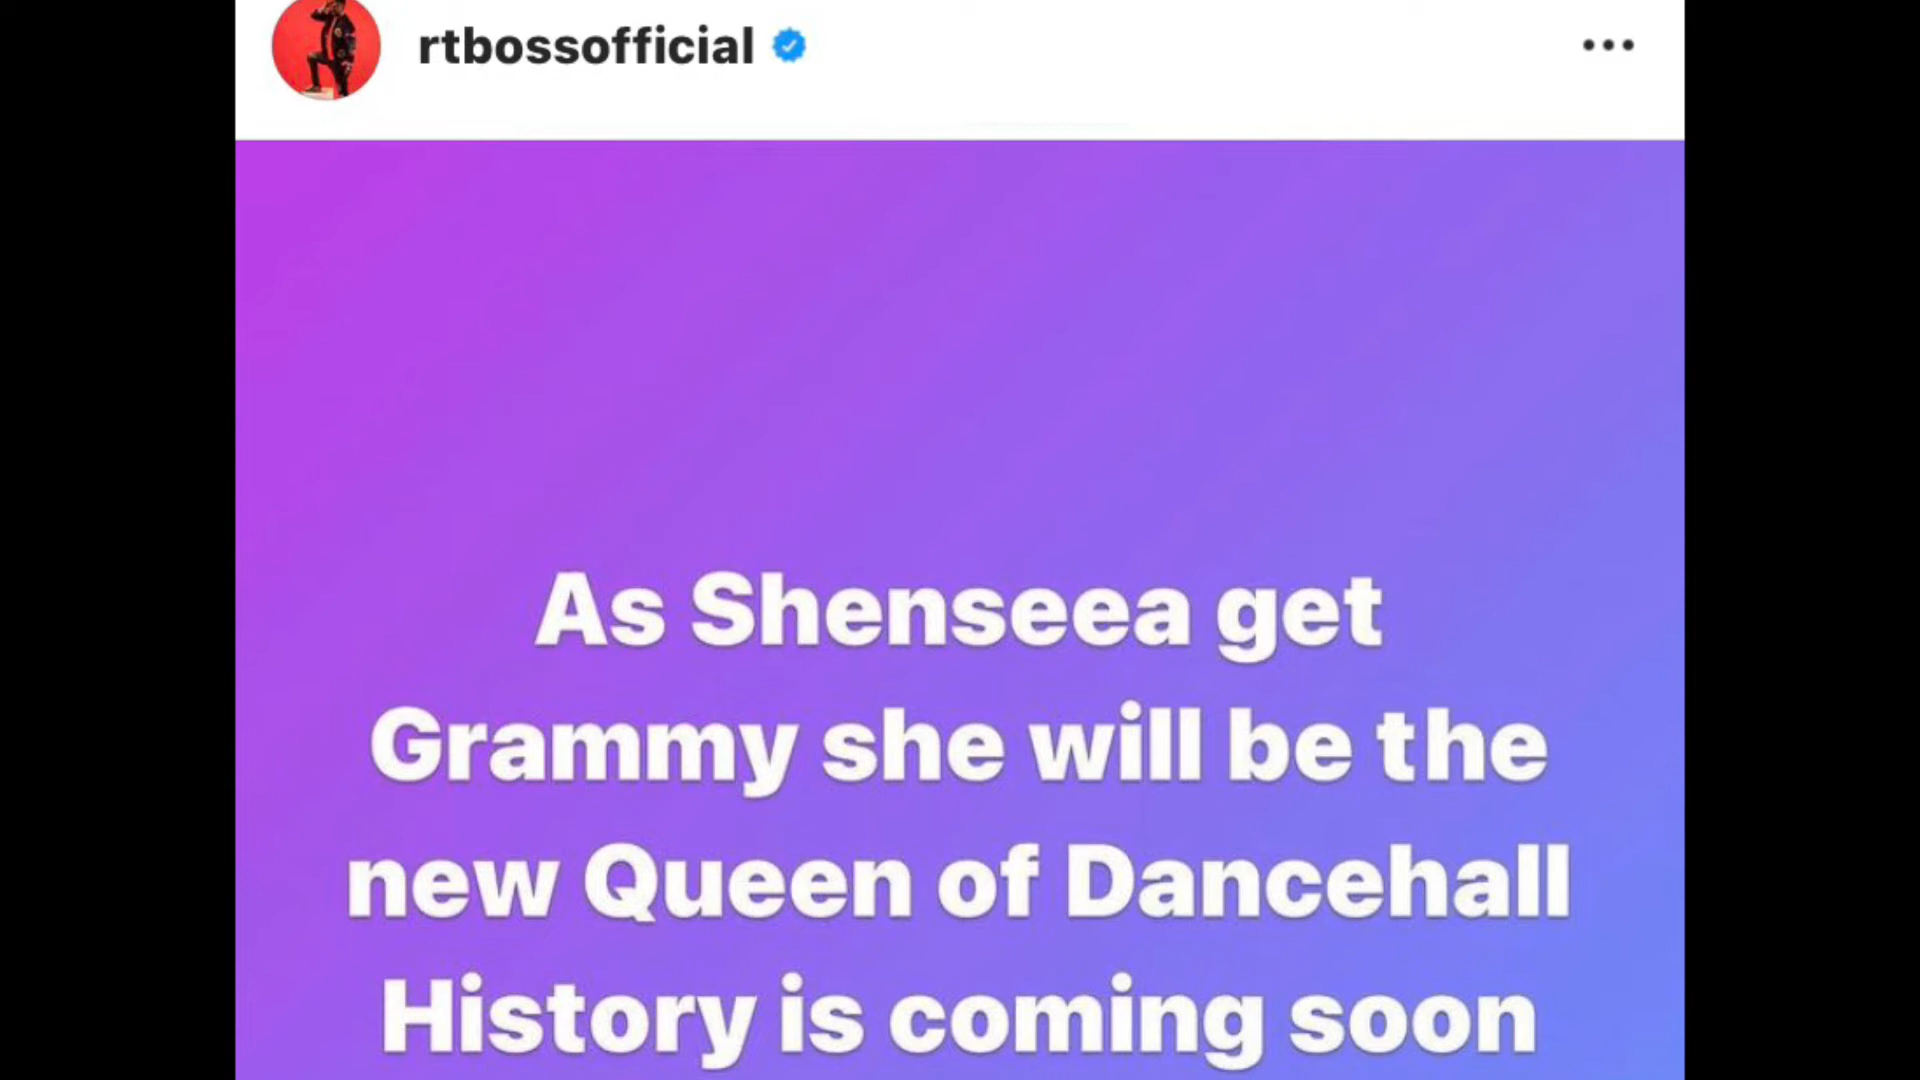 rtbossofficial
As Shenseea get
Grammy she will be the
new Queen of Dancehall
History is coming soon